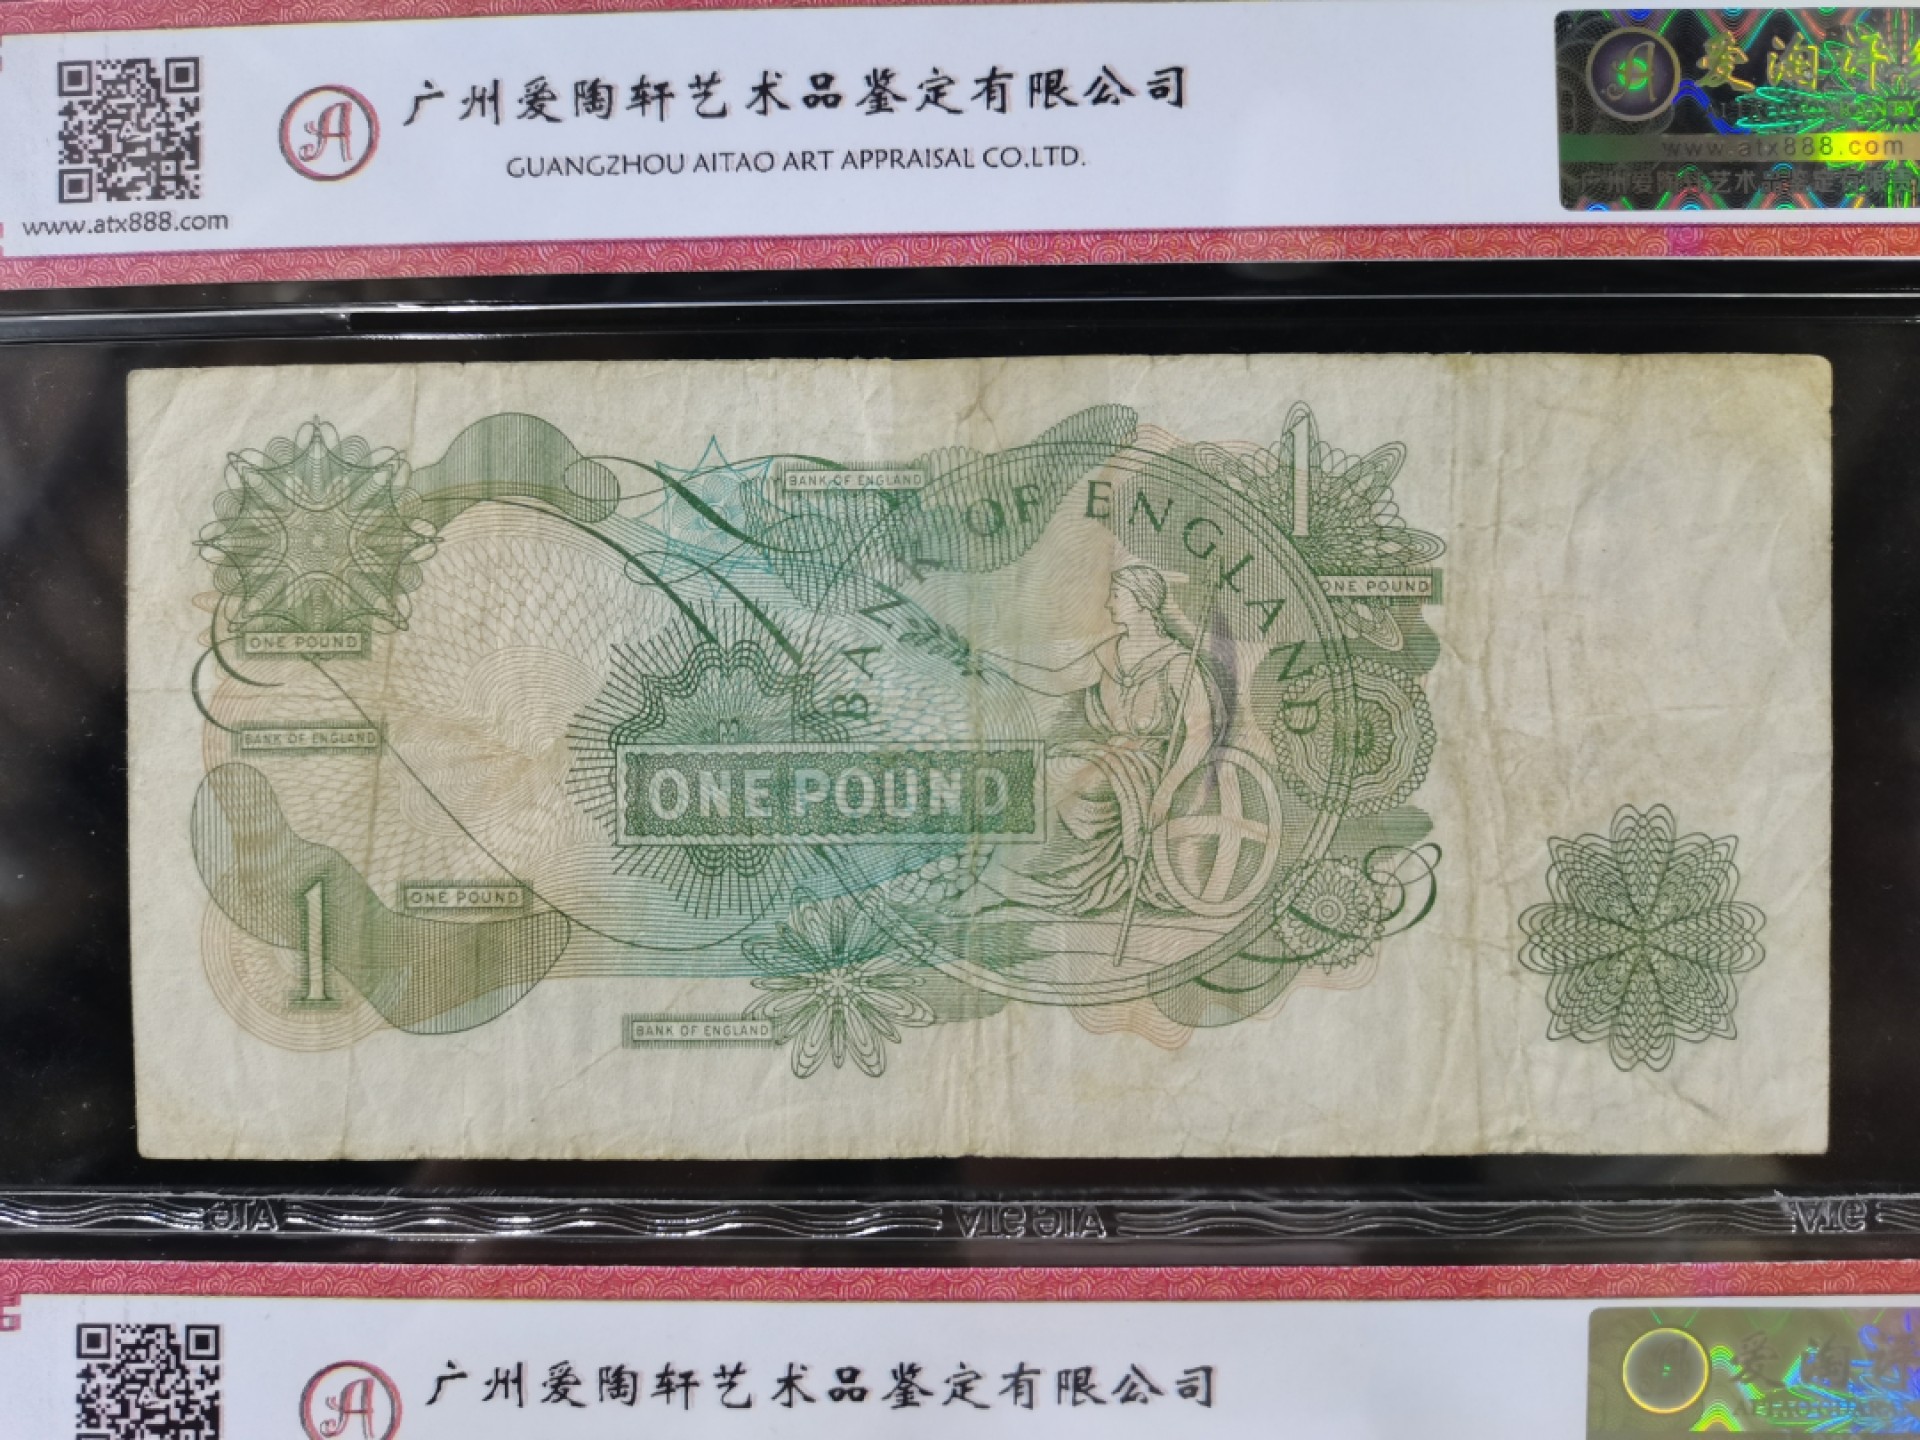 广州爱陶轩艺术品鉴定有限公司
GUANGZHOU AITAO ART APPRAISAL CO.LTD.
www.atx888.com
A
www.atx888.com
BANK OF ENGLAND
BANK OF ENGLAND
1
ONE POUND
ONE POUND
BANK OF ENGLAND
ONE POUND
1
ONE POUND
BANK OF ENGLAND
广州爱陶轩艺术品鉴定有限公司
A